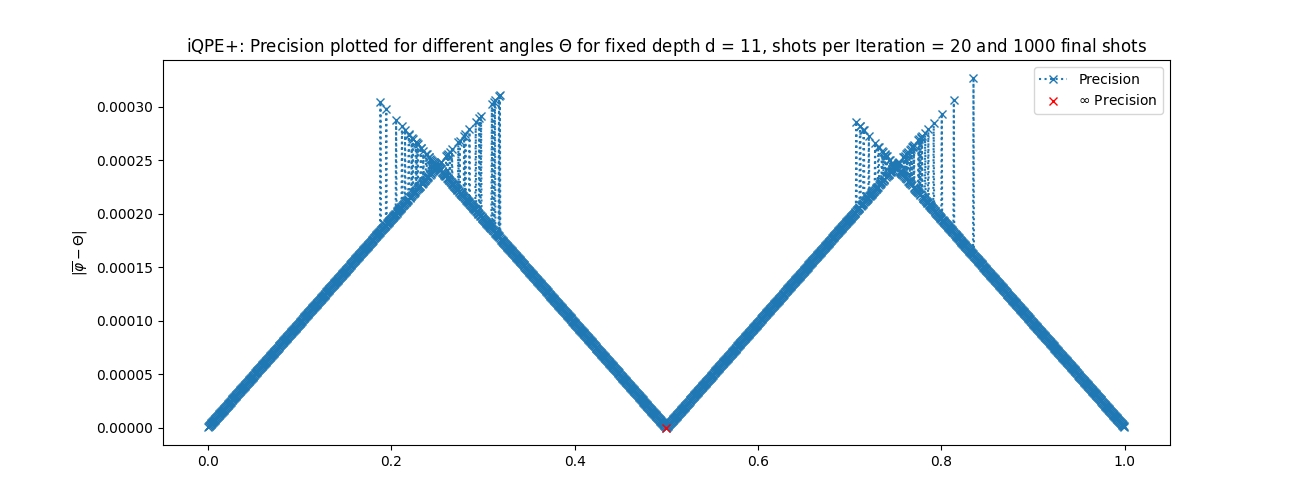 iQPE+: Precision plotted for different angles Θ for fixed depth d = 11, shots per Iteration = 20 and 1000 final shots
Precision
∞ Precision
|φ̅ − Θ|
0.00030
0.00025
0.00020
0.00015
0.00010
0.00005
0.00000
0.0 0.2 0.4 0.6 0.8 1.0